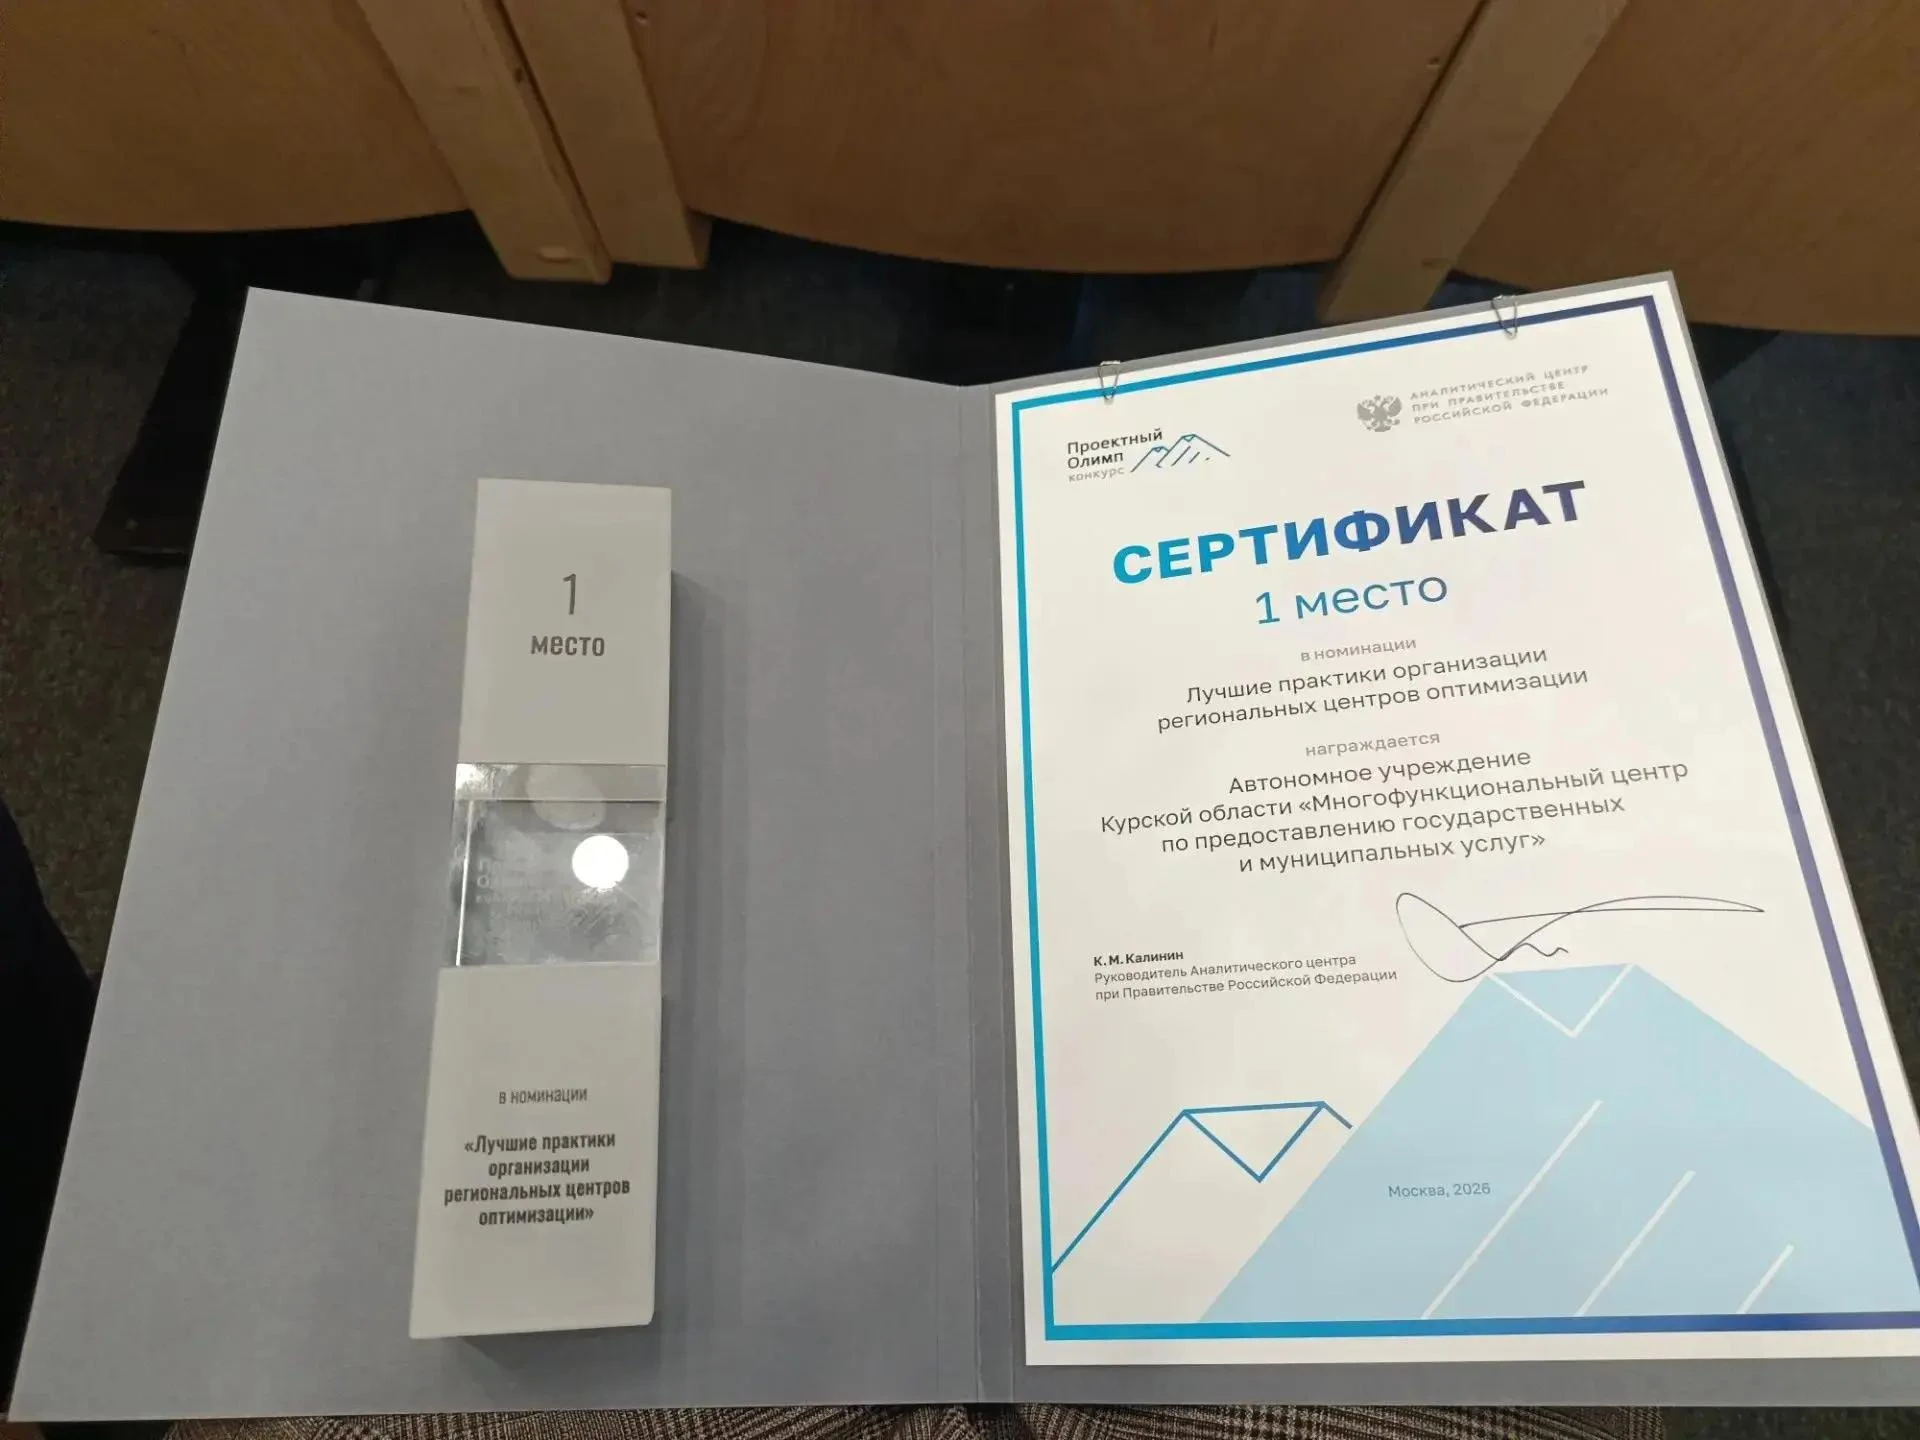 1
место
в номинации
«Лучшие практики
организации
региональных центров
оптимизации»
Проектный
Олимп
конкурс
АНАЛИТИЧЕСКИЙ ЦЕНТР
ПРИ ПРАВИТЕЛЬСТВЕ
РОССИЙСКОЙ ФЕДЕРАЦИИ
СЕРТИФИКАТ
1 место
в номинации
Лучшие практики организации
региональных центров оптимизации
награждается
Автономное учреждение
Курской области «Многофункциональный центр
по предоставлению государственных
и муниципальных услуг»
К. М. Калинин
Руководитель Аналитического центра
при Правительстве Российской Федерации
Москва, 2026